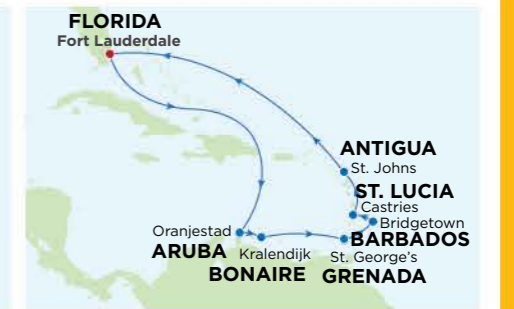 FLORIDA
Fort Lauderdale
ANTIGUA
St. Johns
ST. LUCIA
Castries
Bridgetown
BARBADOS
Oranjestad
ARUBA
Kralendijk
BONAIRE
St. George's
GRENADA